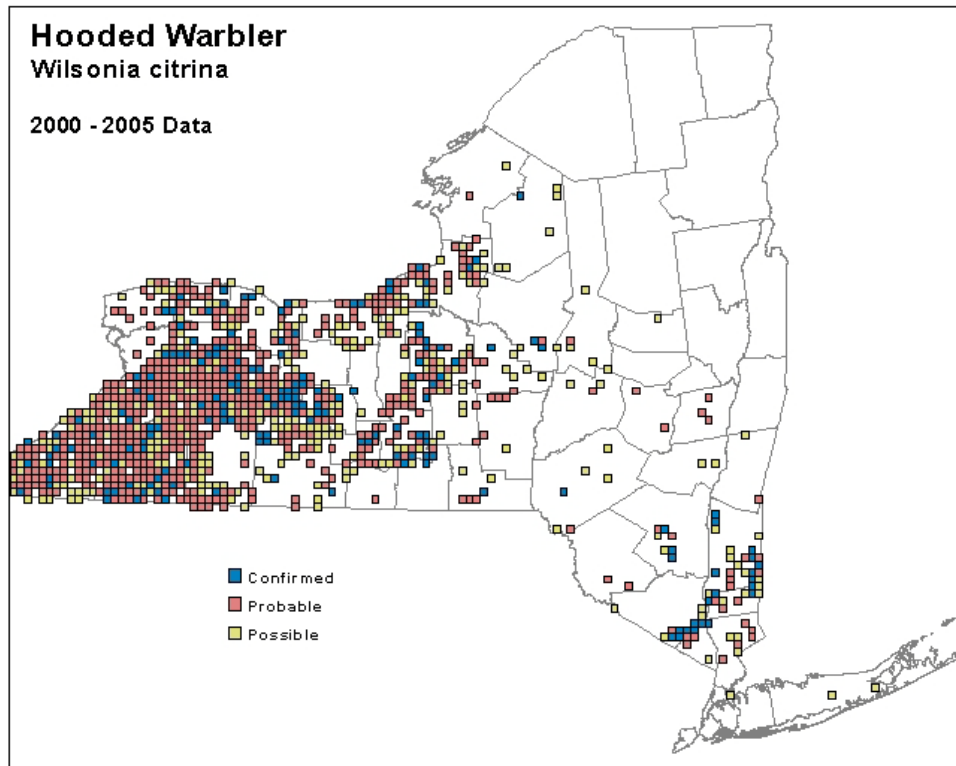 Hooded Warbler
Wilsonia citrina
2000 - 2005 Data
Confirmed
Probable
Possible